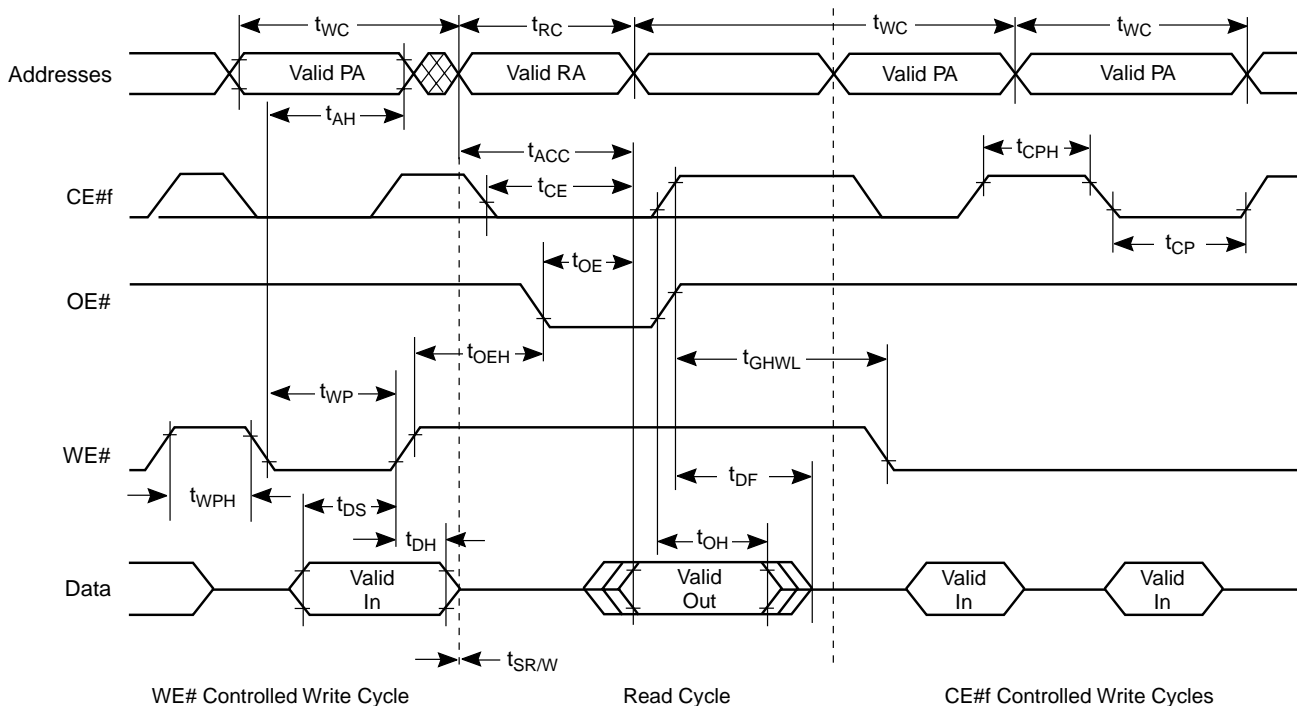 tWC tRC tWC tWC
Addresses Valid PA Valid RA Valid PA Valid PA
tAH
tACC tCPH
CE#f tCE
tCP
tOE
OE#
tOEH tGHWL
tWP
WE#
tDF
tWPH tDS
tDH tOH
Data Valid In Valid Out Valid In Valid In
tSR/W
WE# Controlled Write Cycle Read Cycle CE#f Controlled Write Cycles